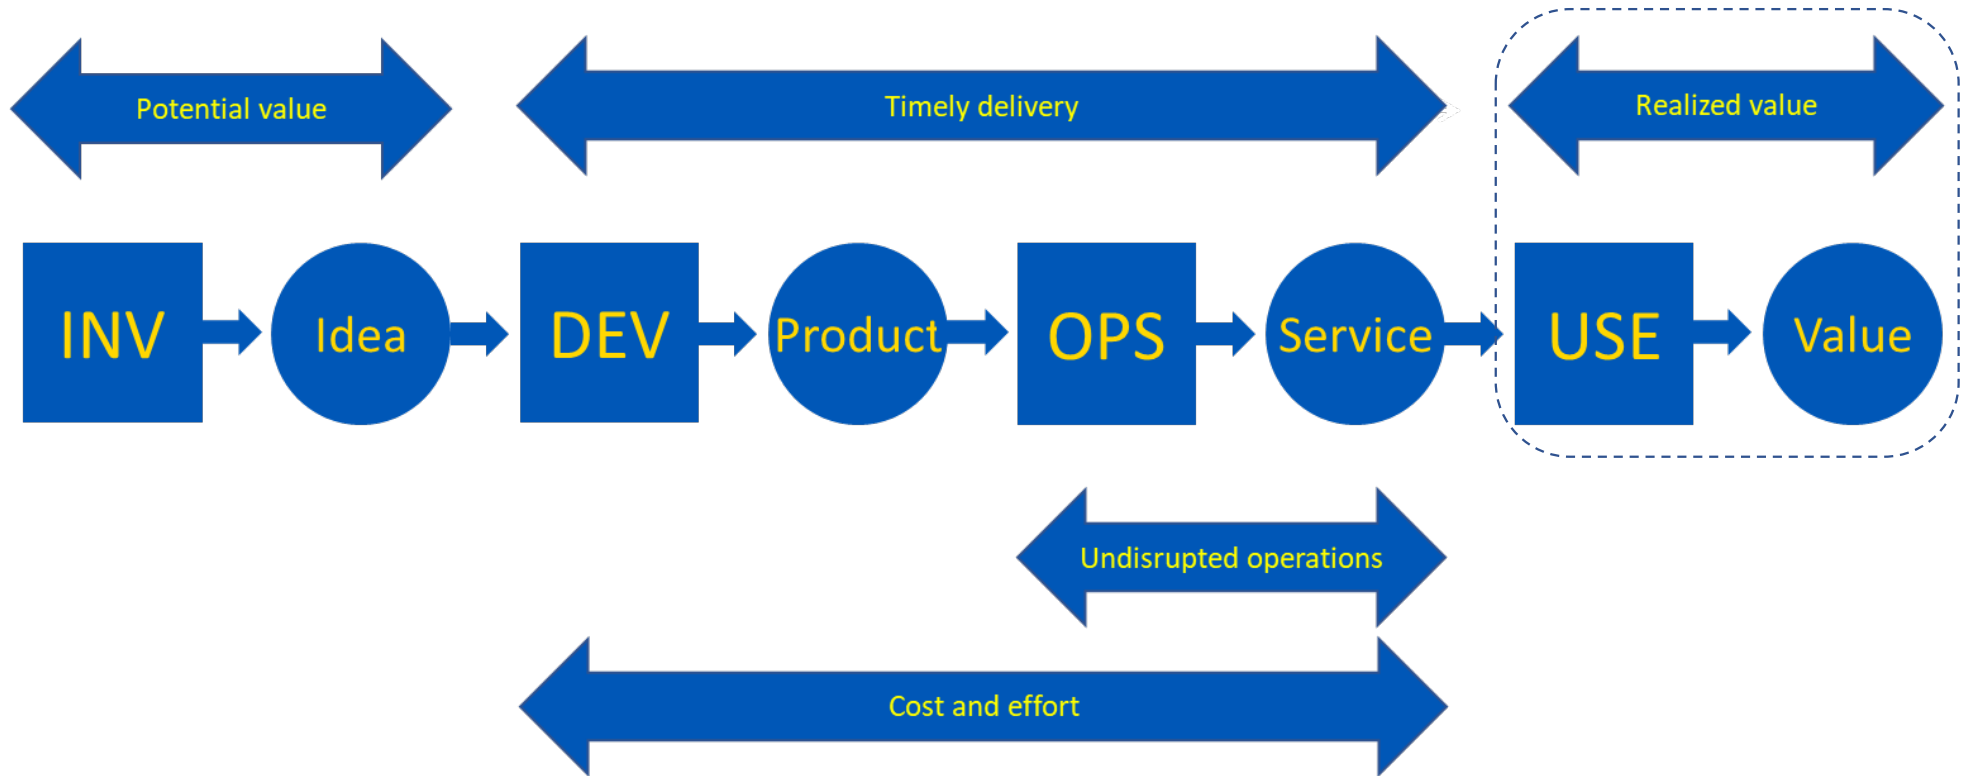 Potential value
Timely delivery
Realized value
INV
Idea
DEV
Product
OPS
Service
USE
Value
Undisrupted operations
Cost and effort